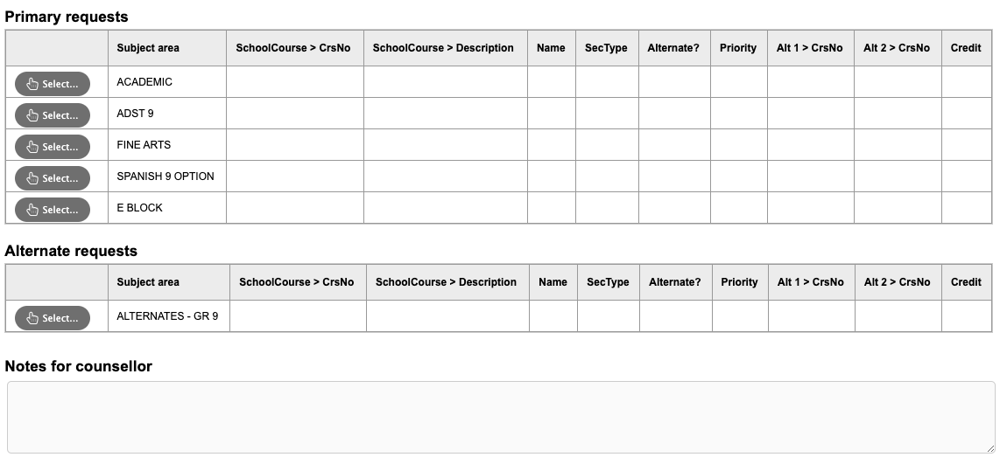 Primary requests
Subject area SchoolCourse > CrsNo SchoolCourse > Description Name SecType Alternate? Priority Alt 1 > CrsNo Alt 2 > CrsNo Credit
Select... ACADEMIC
Select... ADST 9
Select... FINE ARTS
Select... SPANISH 9 OPTION
Select... E BLOCK
Alternate requests
Subject area SchoolCourse > CrsNo SchoolCourse > Description Name SecType Alternate? Priority Alt 1 > CrsNo Alt 2 > CrsNo Credit
Select... ALTERNATES - GR 9
Notes for counsellor